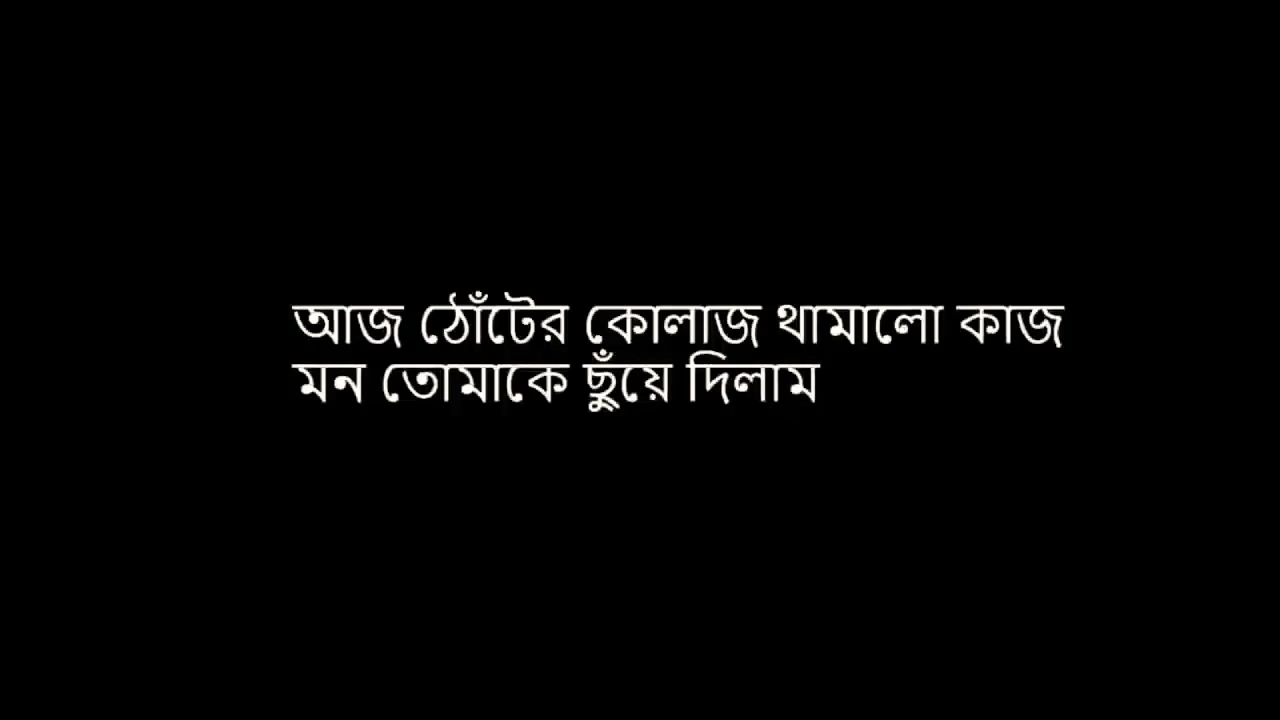 আজ ঠোঁটের কোলাজ থামালো কাজ
মন তোমাকে ছুঁয়ে দিলাম